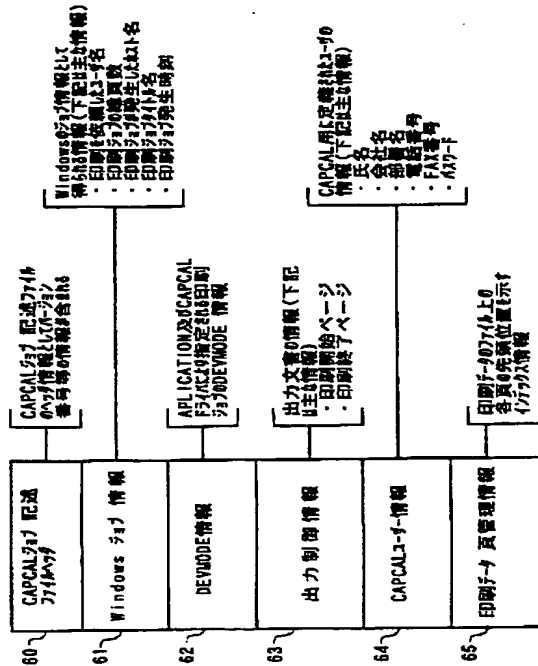 60
CAPCALジョブ 記述
ファイルヘッダ
CAPCALジョブ 記述ファイル
のヘッダ情報としてバージョン
番号等の情報が含まれる
61
Windows ジョブ 情報
Windowsのジョブ情報として
得られる情報(下記は主な情報)
・印刷を依頼したユーザ名
・印刷ジョブの総頁数
・印刷ジョブが発生したホスト名
・印刷ジョブタイトル名
・印刷ジョブ発生時刻
62
DEVMODE情報
APLICATION及びCAPCAL
ドライバにより指定される印刷
ジョブのDEVMODE 情報
63
出力制御情報
出力文書の情報(下記
は主な情報)
・印刷開始ページ
・印刷終了ページ
64
CAPCALユーザー情報
CAPCAL用に定義されたユーザの
情報(下記は主な情報)
・氏名
・会社名
・部署名
・電話番号
・FAX番号
・パスワード
65
印刷データ 頁管理情報
印刷データのファイル上の
各頁の先頭位置を示す
インデックス情報